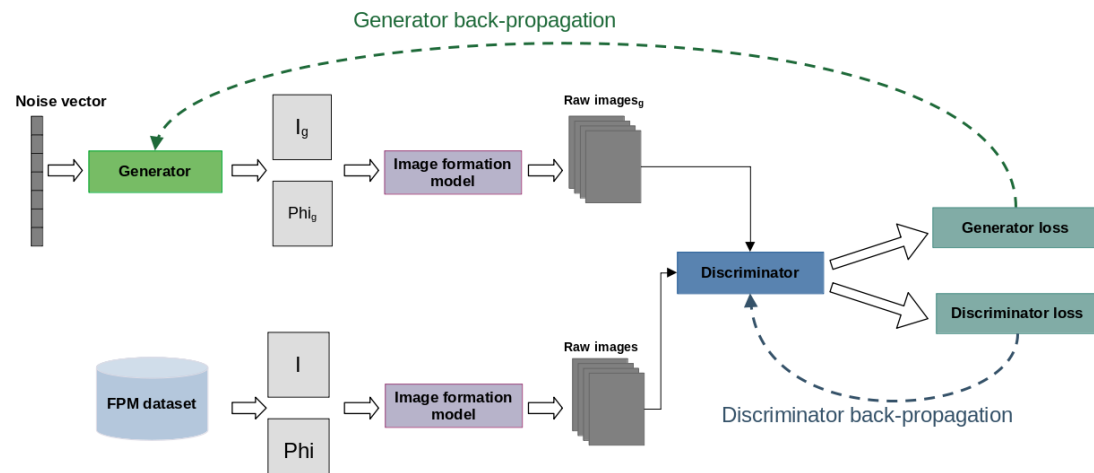 Generator back-propagation
Noise vector
Raw imagesg
Ig
Generator
Image formation
model
Phig
Generator loss
Discriminator
Discriminator loss
Raw images
I
FPM dataset
Image formation
model
Discriminator back-propagation
Phi